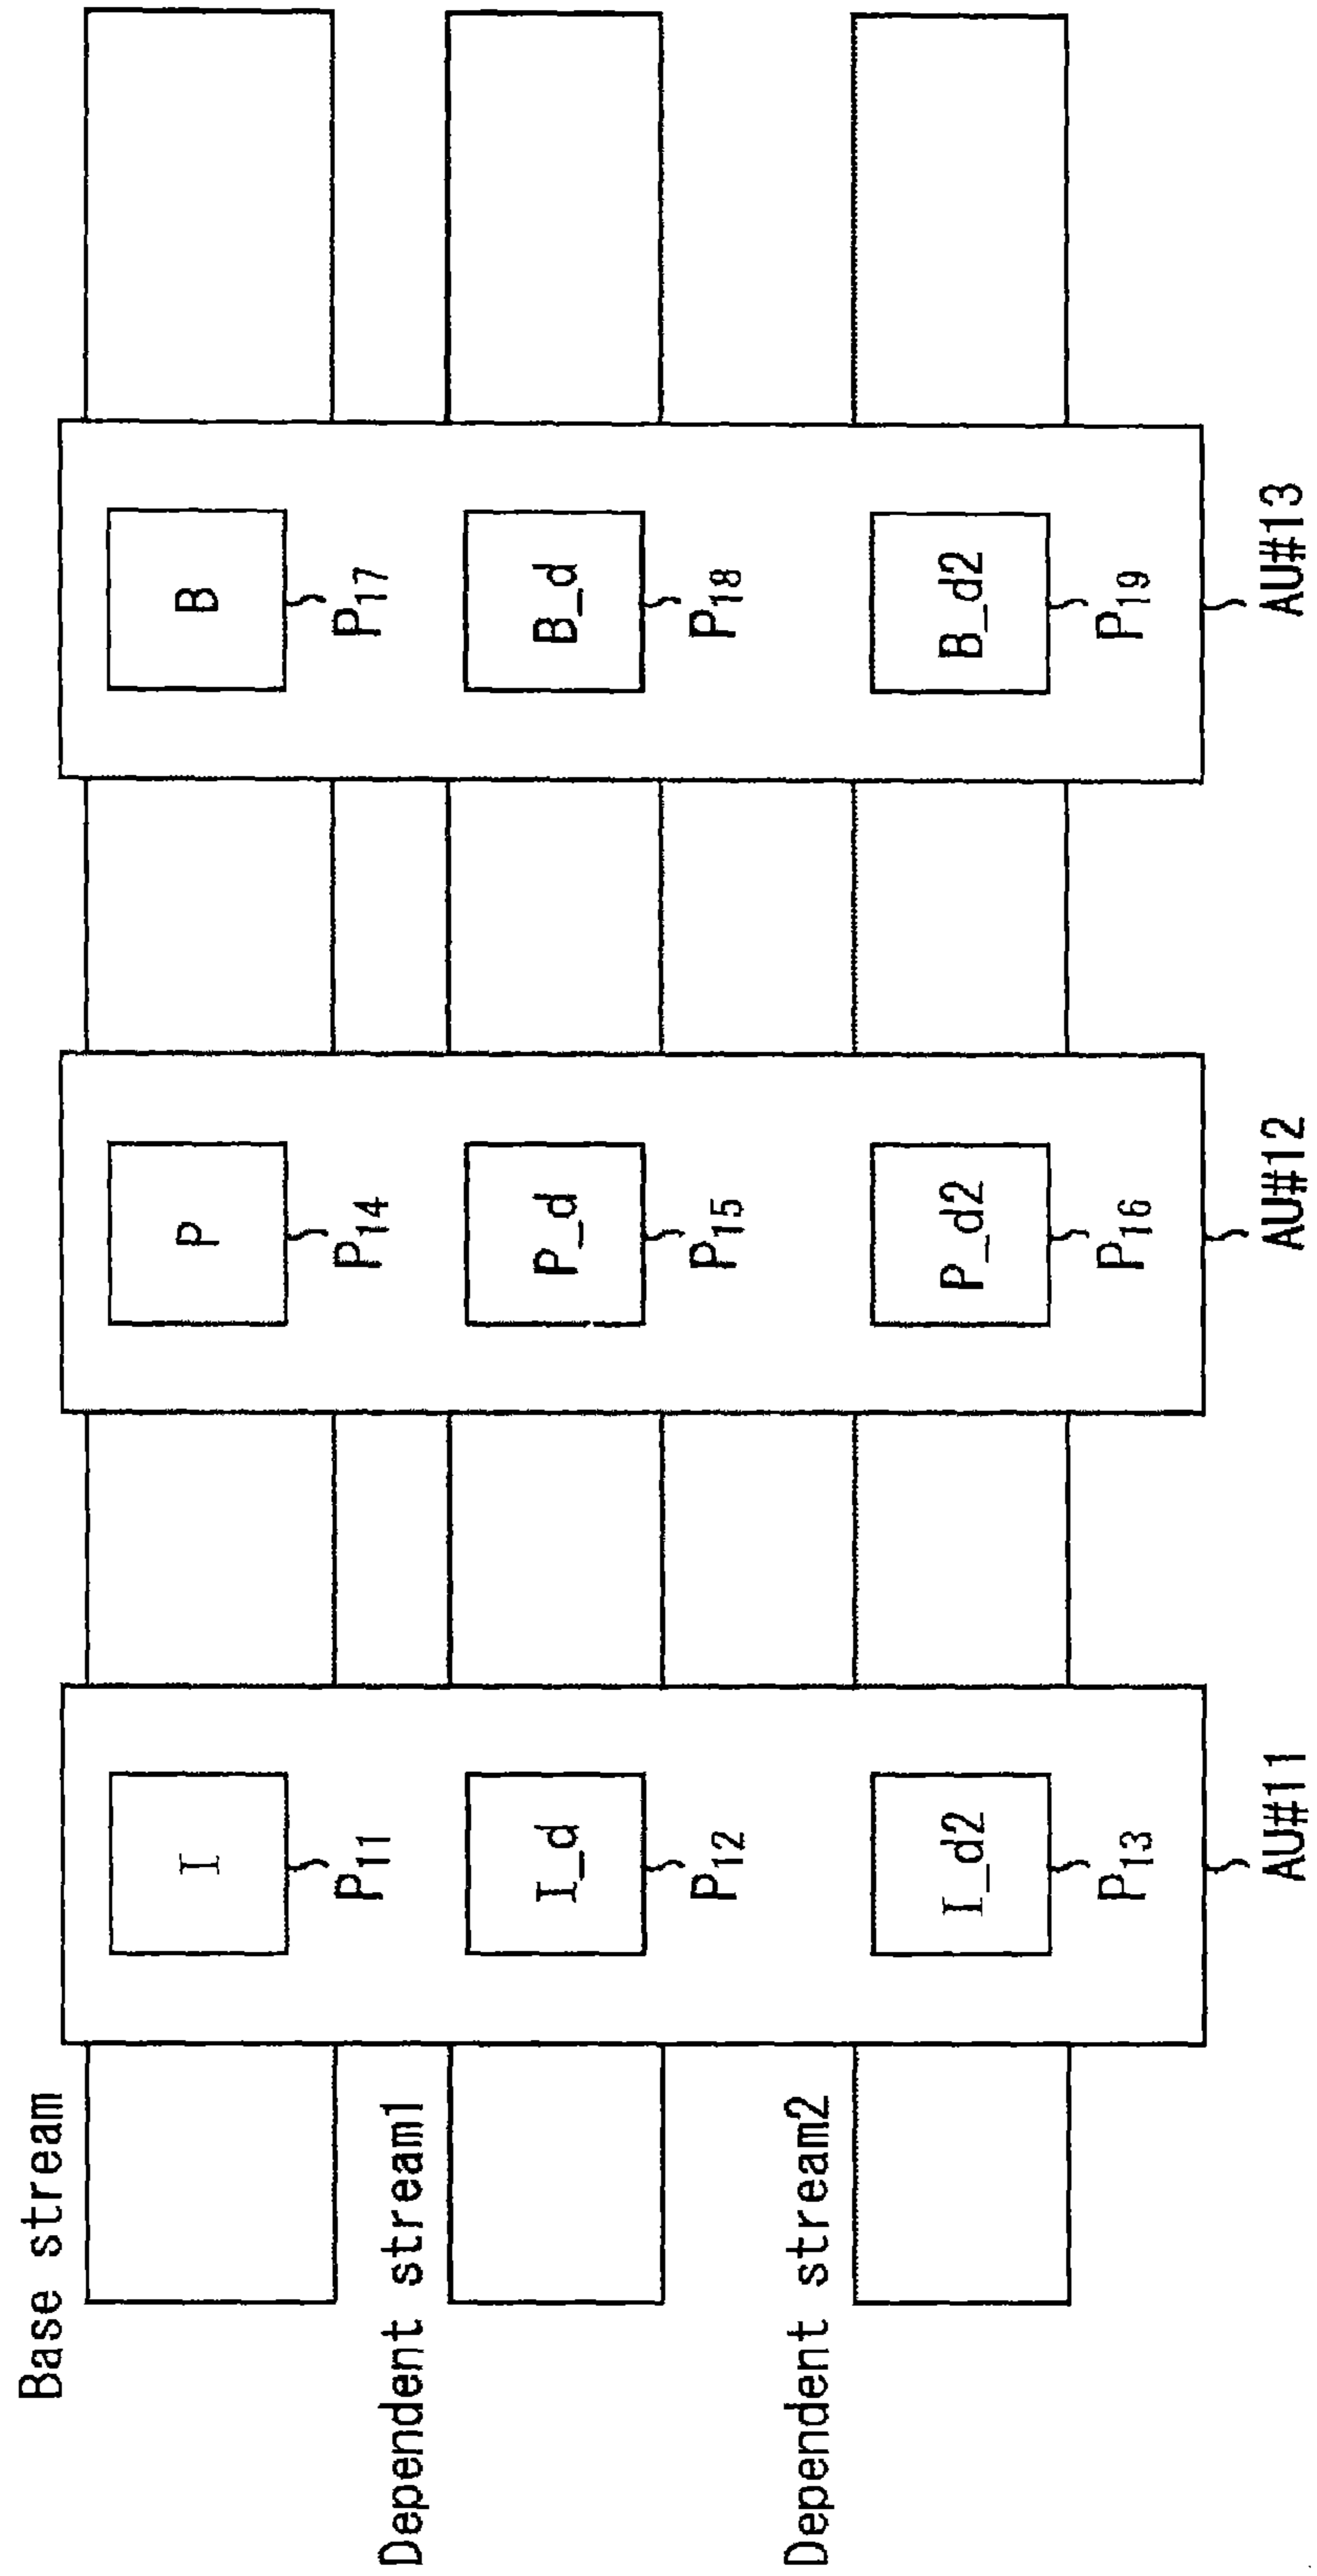 Base stream
I P B
P11 P14 P17
Dependent stream1
I_d P_d B_d
P12 P15 P18
Dependent stream2
I_d2 P_d2 B_d2
P13 P16 P19
AU#11 AU#12 AU#13